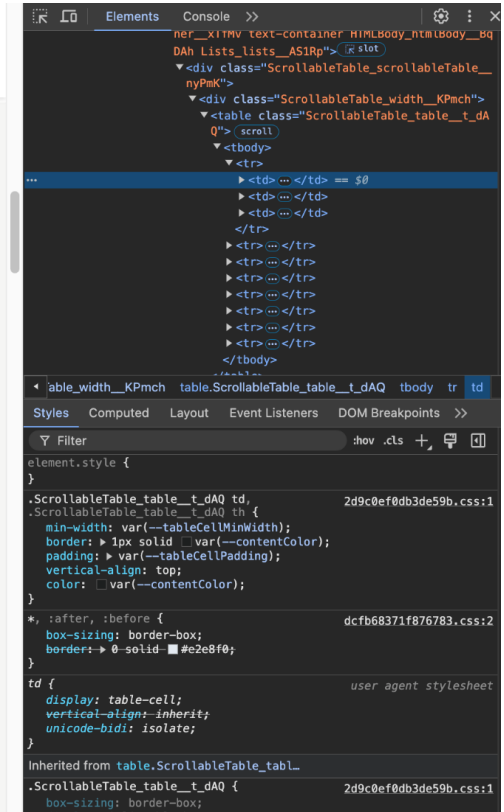 Elements Console >>
ner__xTfMv text-container HTMLBody_htmlBody__Bq
DAh Lists_lists__AS1Rp"> slot
▼<div class="ScrollableTable_scrollableTable__
nyPmK">
▼<div class="ScrollableTable_width__KPmch">
▼<table class="ScrollableTable_table__t_dA
Q"> scroll
▼<tbody>
▼<tr>
... ▶<td>…</td> == $0
▶<td>…</td>
▶<td>…</td>
</tr>
▶<tr>…</tr>
▶<tr>…</tr>
▶<tr>…</tr>
▶<tr>…</tr>
▶<tr>…</tr>
▶<tr>…</tr>
▶<tr>…</tr>
</tbody>
</table>
able_width__KPmch table.ScrollableTable_table__t_dAQ tbody tr td
Styles Computed Layout Event Listeners DOM Breakpoints >>
Filter :hov .cls
element.style {
}
.ScrollableTable_table__t_dAQ td, 2d9c0ef0db3de59b.css:1
.ScrollableTable_table__t_dAQ th {
min-width: var(--tableCellMinWidth);
border: ▶ 1px solid var(--contentColor);
padding: ▶ var(--tableCellPadding);
vertical-align: top;
color: var(--contentColor);
}
*, :after, :before { dcfb68371f876783.css:2
box-sizing: border-box;
border: ▶ 0 solid #e2e8f0;
}
td { user agent stylesheet
display: table-cell;
vertical-align: inherit;
unicode-bidi: isolate;
}
Inherited from table.ScrollableTable_tabl…
.ScrollableTable_table__t_dAQ { 2d9c0ef0db3de59b.css:1
box-sizing: border-box;